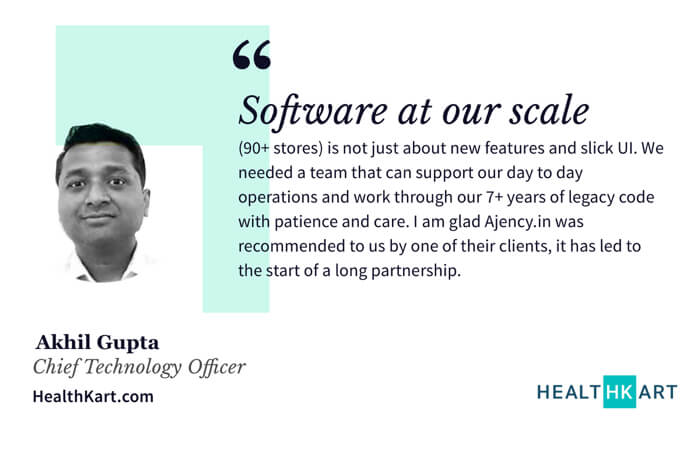 “
Software at our scale
(90+ stores) is not just about new features and slick UI. We
needed a team that can support our day to day
operations and work through our 7+ years of legacy code
with patience and care. I am glad Ajency.in was
recommended to us by one of their clients, it has led to
the start of a long partnership.
Akhil Gupta
Chief Technology Officer
HealthKart.com
HEALTHKART